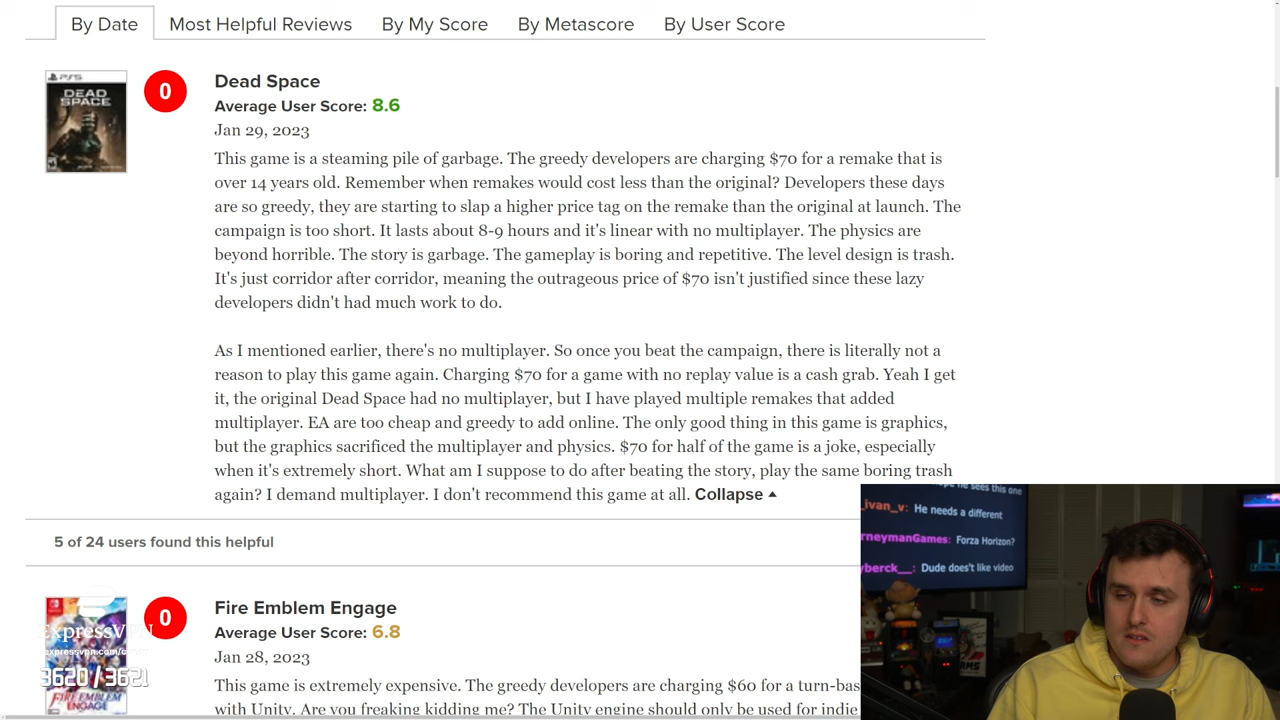 By Date
Most Helpful Reviews
By My Score
By Metascore
By User Score
PS5
DEAD
SPACE
0
Dead Space
Average User Score: 8.6
Jan 29, 2023
This game is a steaming pile of garbage. The greedy developers are charging $70 for a remake that is
over 14 years old. Remember when remakes would cost less than the original? Developers these days
are so greedy, they are starting to slap a higher price tag on the remake than the original at launch. The
campaign is too short. It lasts about 8-9 hours and it's linear with no multiplayer. The physics are
beyond horrible. The story is garbage. The gameplay is boring and repetitive. The level design is trash.
It's just corridor after corridor, meaning the outrageous price of $70 isn't justified since these lazy
developers didn't had much work to do.
As I mentioned earlier, there's no multiplayer. So once you beat the campaign, there is literally not a
reason to play this game again. Charging $70 for a game with no replay value is a cash grab. Yeah I get
it, the original Dead Space had no multiplayer, but I have played multiple remakes that added
multiplayer. EA are too cheap and greedy to add online. The only good thing in this game is graphics,
but the graphics sacrificed the multiplayer and physics. $70 for half of the game is a joke, especially
when it's extremely short. What am I suppose to do after beating the story, play the same boring trash
again? I demand multiplayer. I don't recommend this game at all. Collapse
5 of 24 users found this helpful
0
Fire Emblem Engage
Average User Score: 6.8
Jan 28, 2023
This game is extremely expensive. The greedy developers are charging $60 for a turn-bas
with Unity. Are you freaking kidding me? The Unity engine should only be used for indie
ExpressVPN
3620/3621
FIRE EMBLEM
ENGAGE
he sees this one
_ivan_v: He needs a different
rneymanGames: Forza Horizon?
yberck__: Dude does't like video